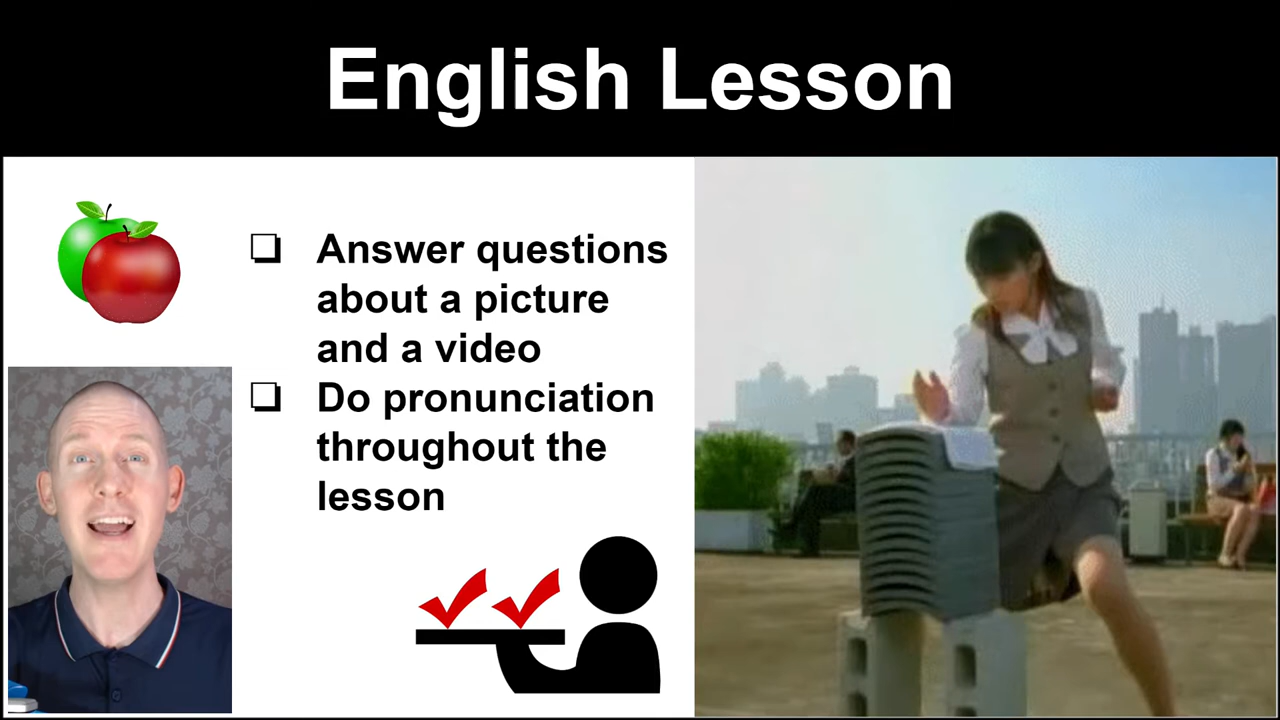 English Lesson
❏ Answer questions
about a picture
and a video
❏ Do pronunciation
throughout the
lesson